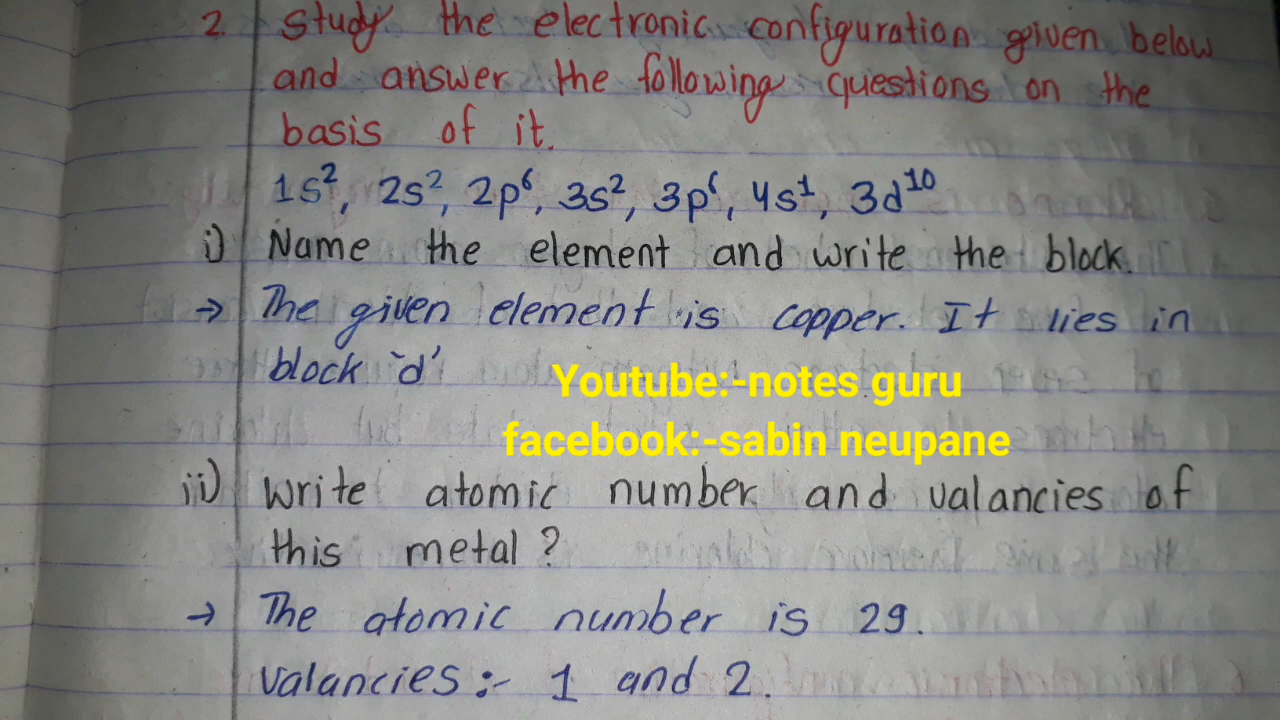 2. Study the electronic configuration given below
and answer the following questions on the
basis of it.
1s², 2s², 2p⁶, 3s², 3p⁶, 4s¹, 3d¹⁰
i) Name the element and write the block.
→ The given element is copper. It lies in
block 'd'
Youtube:-notes guru
facebook:-sabin neupane
ii) Write atomic number and valancies of
this metal?
→ The atomic number is 29.
valancies :- 1 and 2.